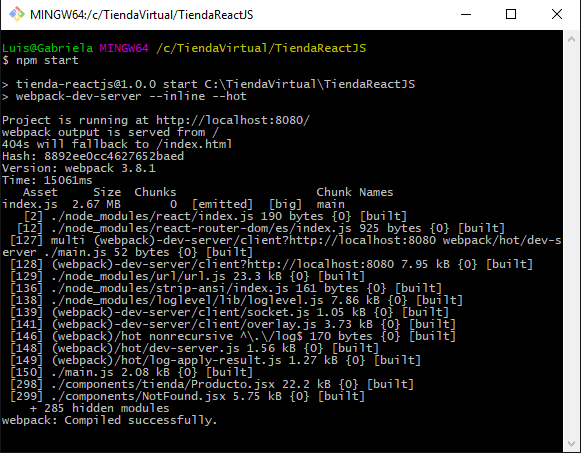 MINGW64:/c/TiendaVirtual/TiendaReactJS
Luis@Gabriela MINGW64 /c/TiendaVirtual/TiendaReactJS
$ npm start
> tienda-reactjs@1.0.0 start C:\TiendaVirtual\TiendaReactJS
> webpack-dev-server --inline --hot
Project is running at http://localhost:8080/
webpack output is served from /
404s will fallback to /index.html
Hash: 8892ee0cc4627652baed
Version: webpack 3.8.1
Time: 15061ms
   Asset     Size  Chunks                    Chunk Names
index.js  2.67 MB       0  [emitted]  [big]  main
   [2] ./node_modules/react/index.js 190 bytes {0} [built]
  [12] ./node_modules/react-router-dom/es/index.js 925 bytes {0} [built]
 [127] multi (webpack)-dev-server/client?http://localhost:8080 webpack/hot/dev-s
erver ./main.js 52 bytes {0} [built]
 [128] (webpack)-dev-server/client?http://localhost:8080 7.95 kB {0} [built]
 [129] ./node_modules/url/url.js 23.3 kB {0} [built]
 [136] ./node_modules/strip-ansi/index.js 161 bytes {0} [built]
 [138] ./node_modules/loglevel/lib/loglevel.js 7.86 kB {0} [built]
 [139] (webpack)-dev-server/client/socket.js 1.05 kB {0} [built]
 [141] (webpack)-dev-server/client/overlay.js 3.73 kB {0} [built]
 [146] (webpack)/hot nonrecursive ^\.\/log$ 170 bytes {0} [built]
 [148] (webpack)/hot/dev-server.js 1.56 kB {0} [built]
 [149] (webpack)/hot/log-apply-result.js 1.27 kB {0} [built]
 [150] ./main.js 2.08 kB {0} [built]
 [298] ./components/tienda/Producto.jsx 22.2 kB {0} [built]
 [299] ./components/NotFound.jsx 5.75 kB {0} [built]
    + 285 hidden modules
webpack: Compiled successfully.